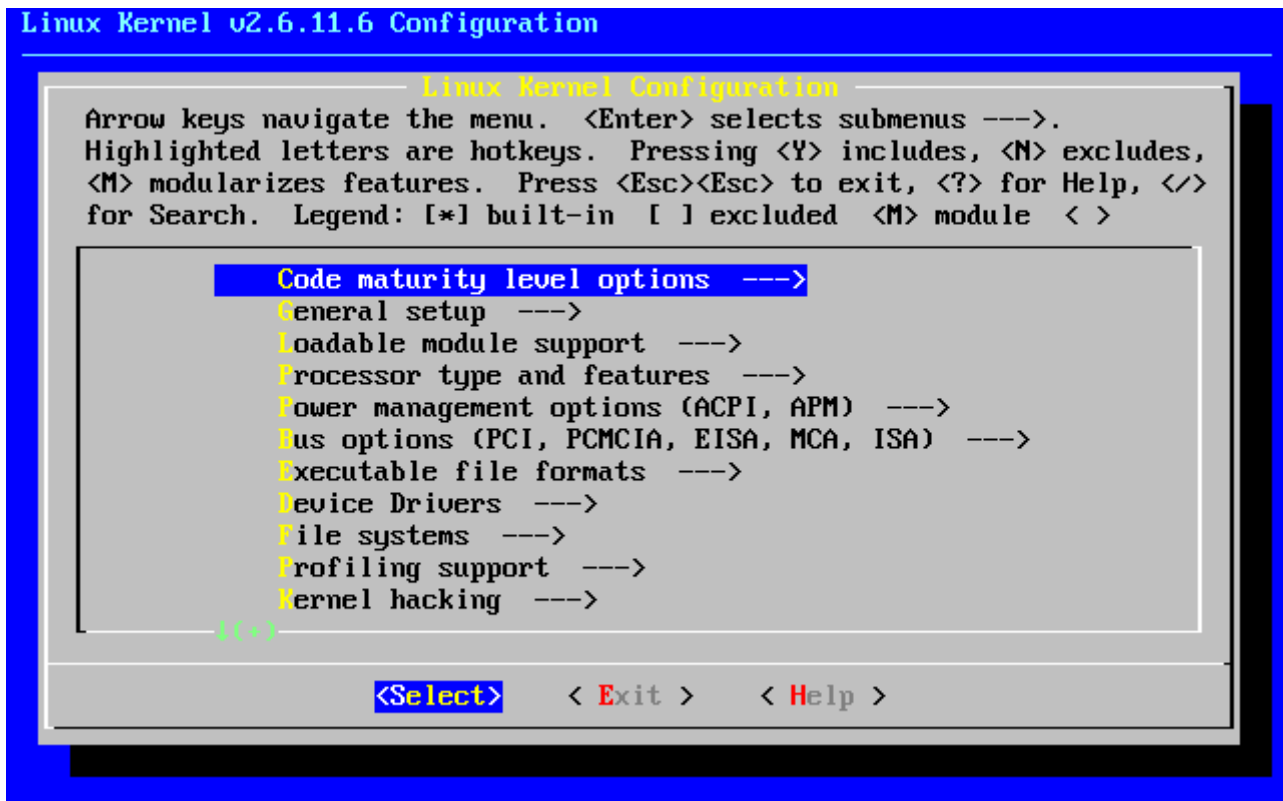 Linux Kernel v2.6.11.6 Configuration
Linux Kernel Configuration
Arrow keys navigate the menu.  <Enter> selects submenus --->.
Highlighted letters are hotkeys.  Pressing <Y> includes, <N> excludes,
<M> modularizes features.  Press <Esc><Esc> to exit, <?> for Help, </>
for Search.  Legend: [*] built-in  [ ] excluded  <M> module  < >
Code maturity level options  --->
General setup  --->
Loadable module support  --->
Processor type and features  --->
Power management options (ACPI, APM)  --->
Bus options (PCI, PCMCIA, EISA, MCA, ISA)  --->
Executable file formats  --->
Device Drivers  --->
File systems  --->
Profiling support  --->
Kernel hacking  --->
↓(+)
<Select>    < Exit >    < Help >